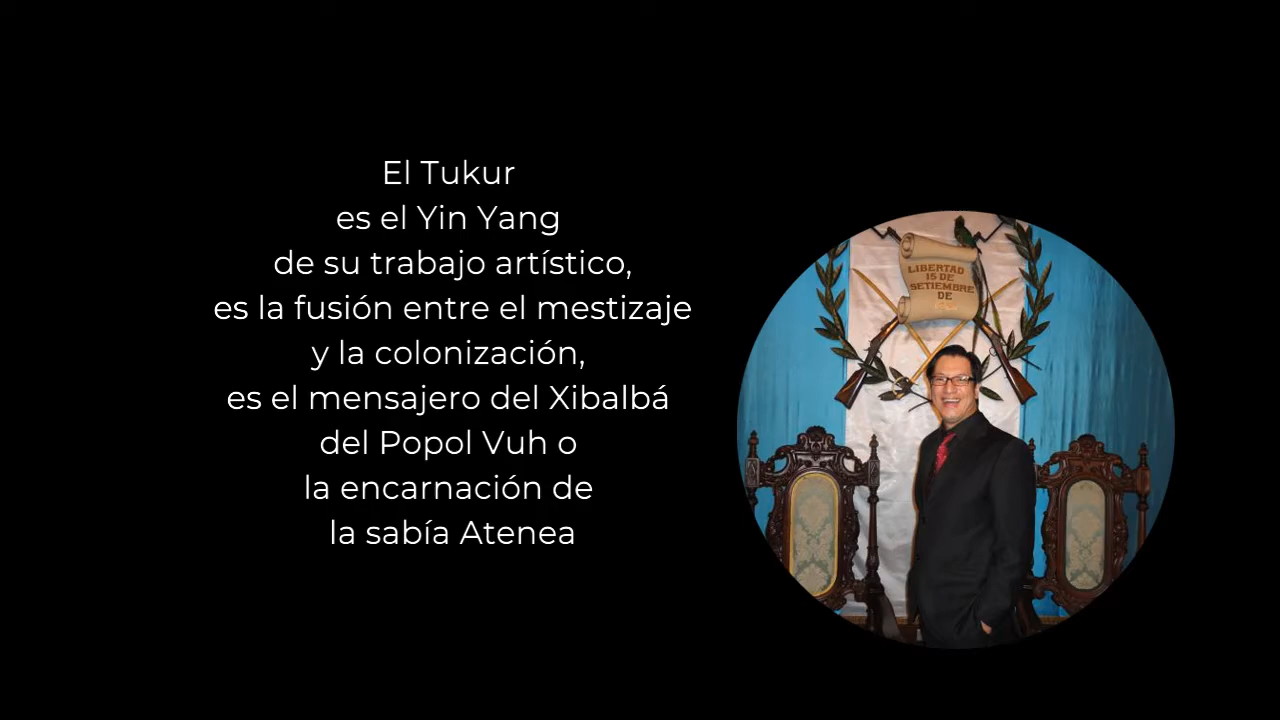 El Tukur
es el Yin Yang
de su trabajo artístico,
es la fusión entre el mestizaje
y la colonización,
es el mensajero del Xibalbá
del Popol Vuh o
la encarnación de
la sabía Atenea
LIBERTAD
15 DE
SETIEMBRE
DE